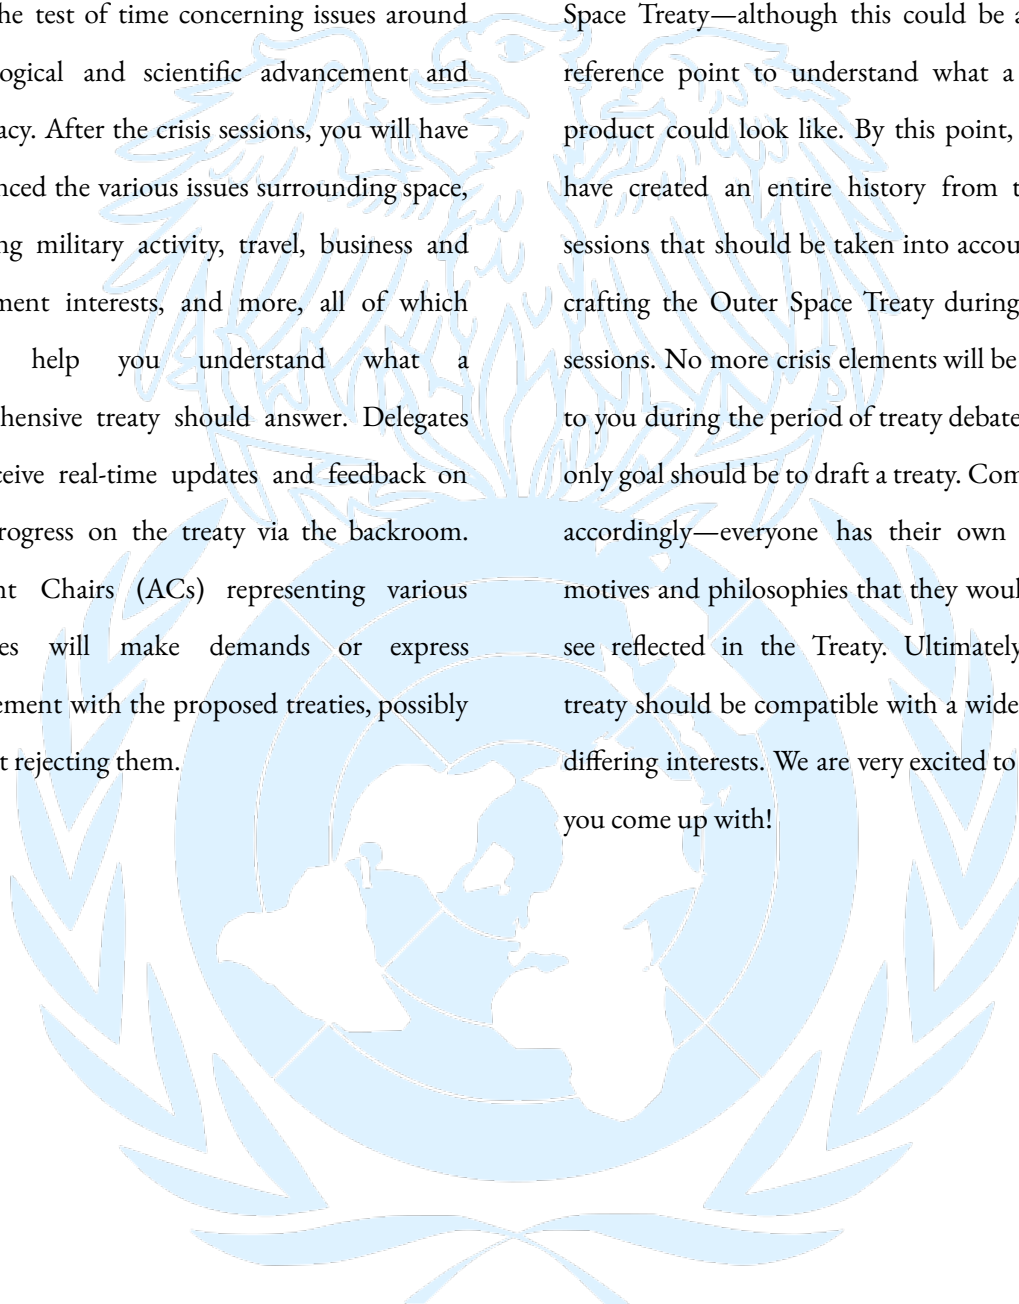 he test of time concerning issues around
ogical and scientific advancement and
acy. After the crisis sessions, you will have
nced the various issues surrounding space,
ng military activity, travel, business and
ment interests, and more, all of which
help you understand what a
hensive treaty should answer. Delegates
ceive real-time updates and feedback on
rogress on the treaty via the backroom.
nt Chairs (ACs) representing various
es will make demands or express
ement with the proposed treaties, possibly
t rejecting them.
Space Treaty—although this could be a
reference point to understand what a
product could look like. By this point,
have created an entire history from t
sessions that should be taken into accou
crafting the Outer Space Treaty during
sessions. No more crisis elements will be
to you during the period of treaty debate
only goal should be to draft a treaty. Com
accordingly—everyone has their own
motives and philosophies that they woul
see reflected in the Treaty. Ultimately
treaty should be compatible with a wide
differing interests. We are very excited to
you come up with!